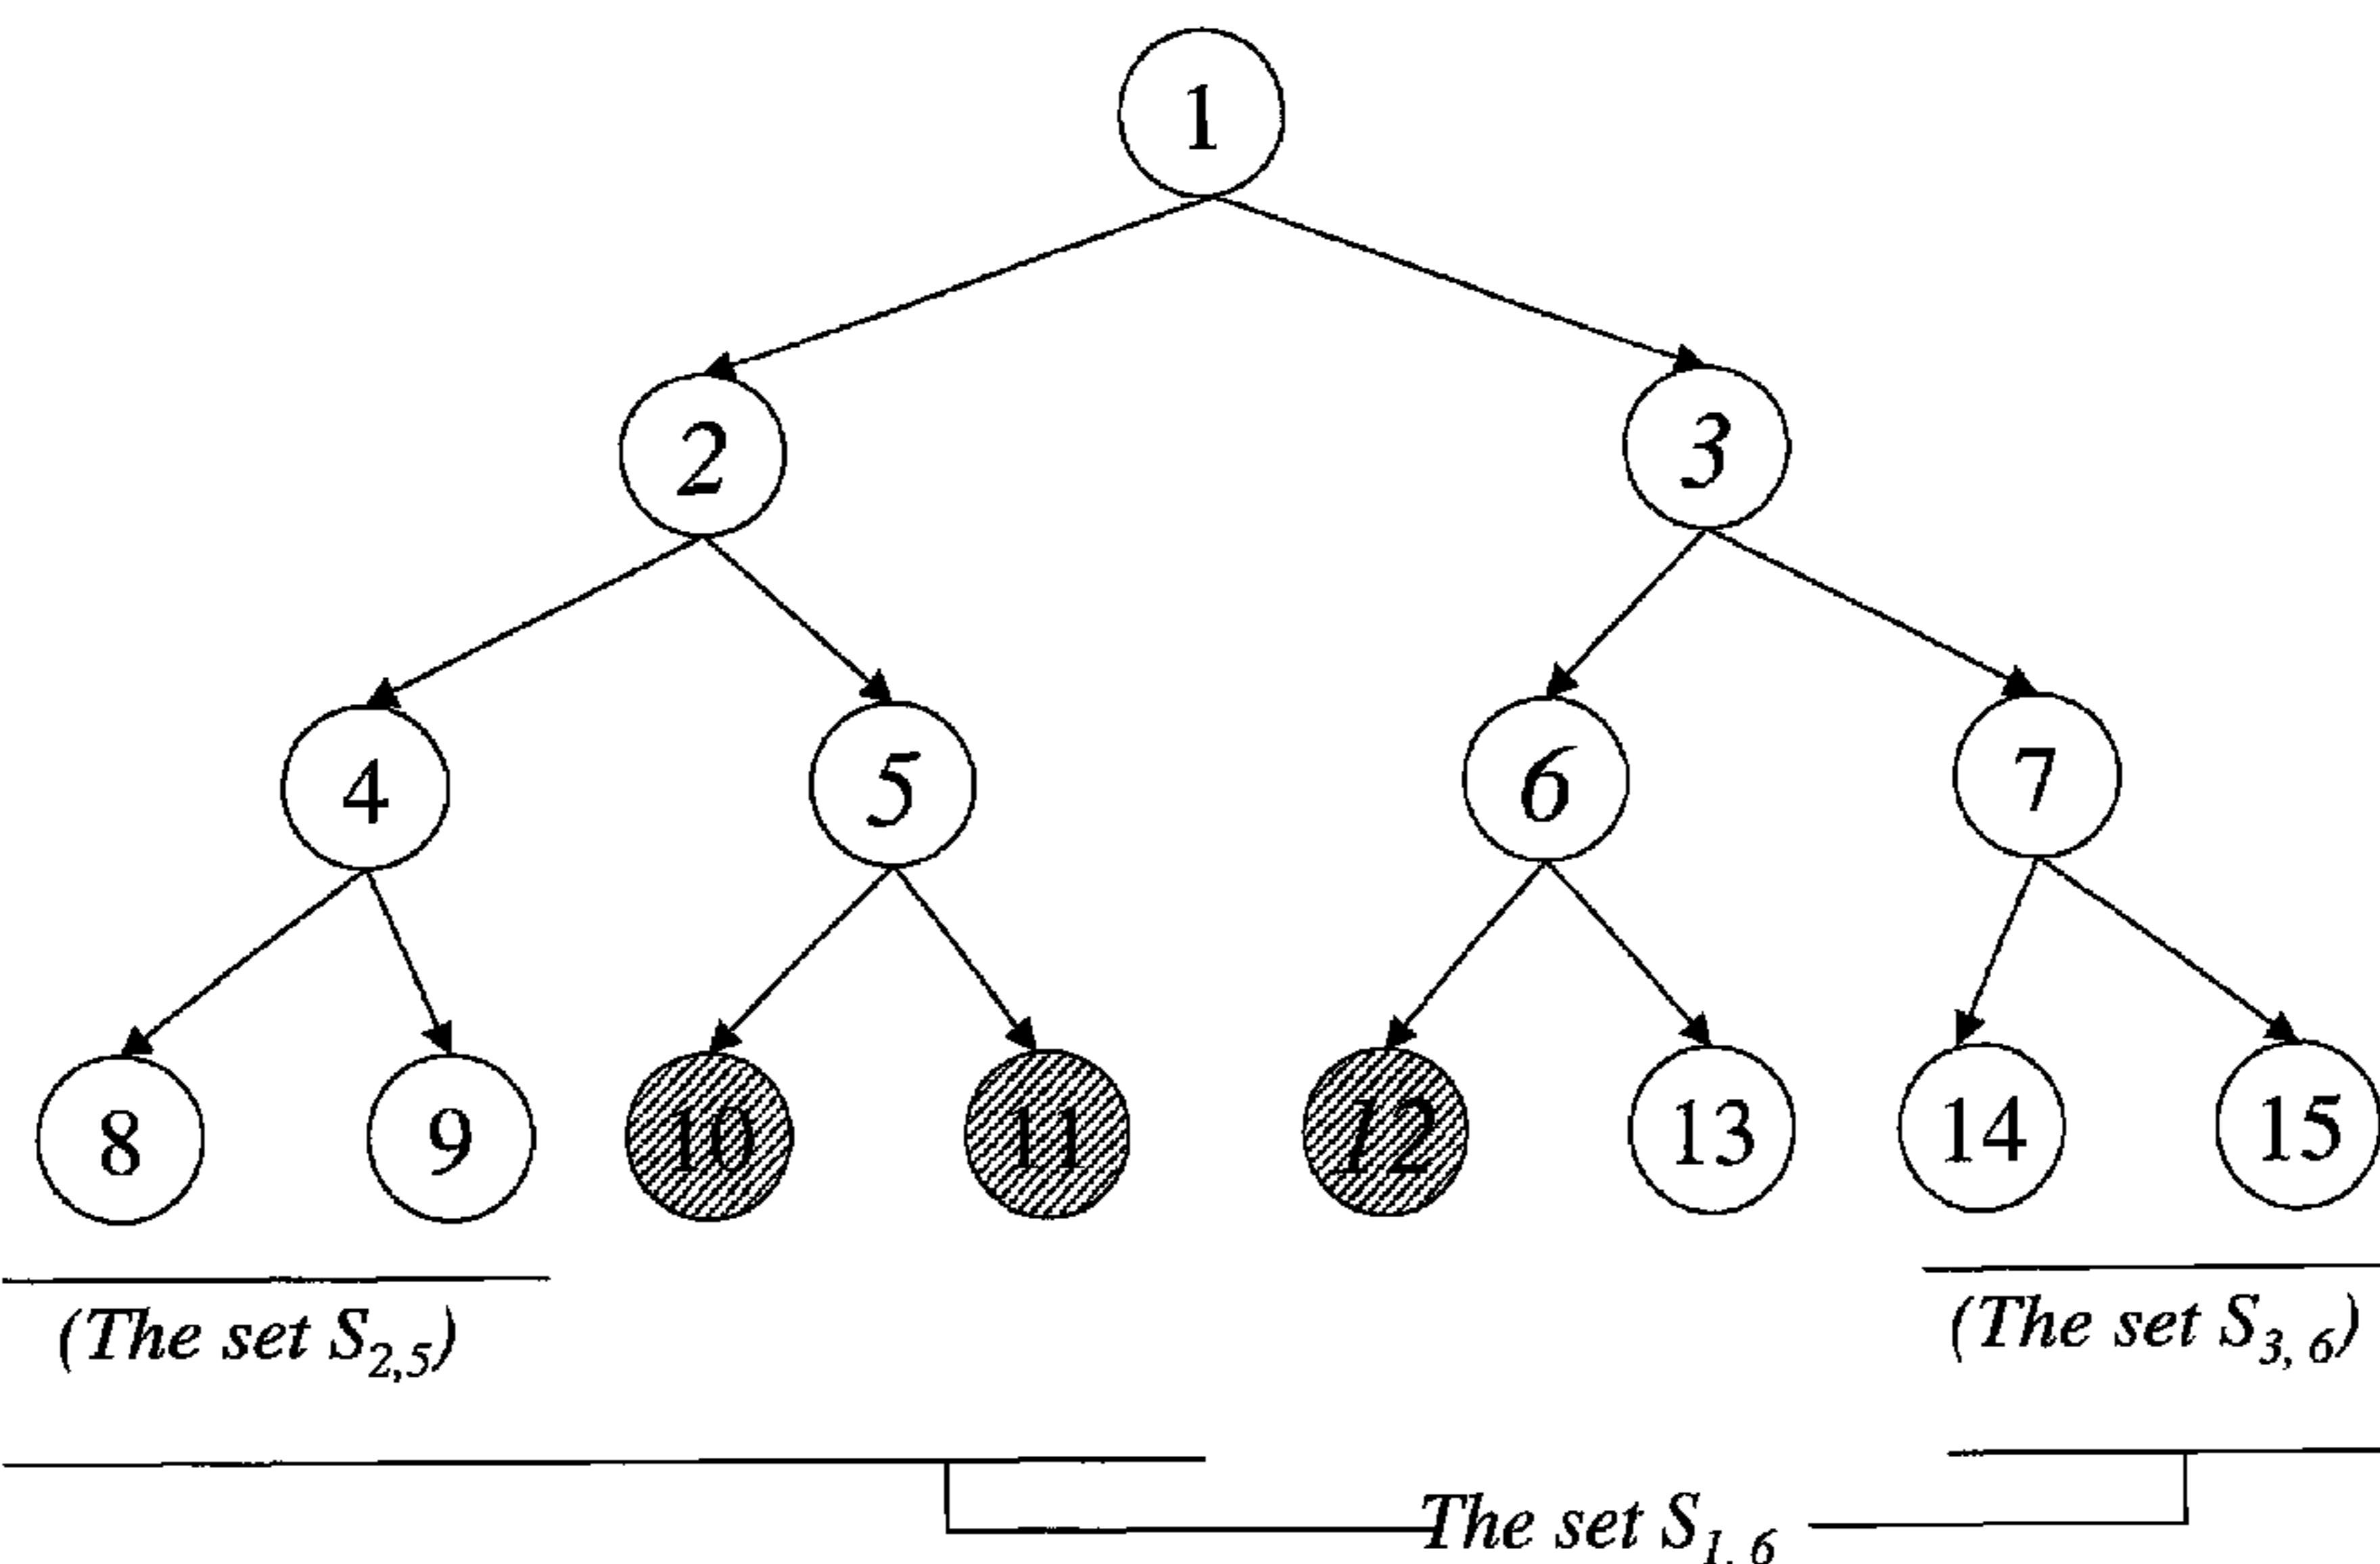 1
2 3
4 5 6 7
8 9 10 11 12 13 14 15
(The set S2,5) (The set S3, 6)
The set S1, 6